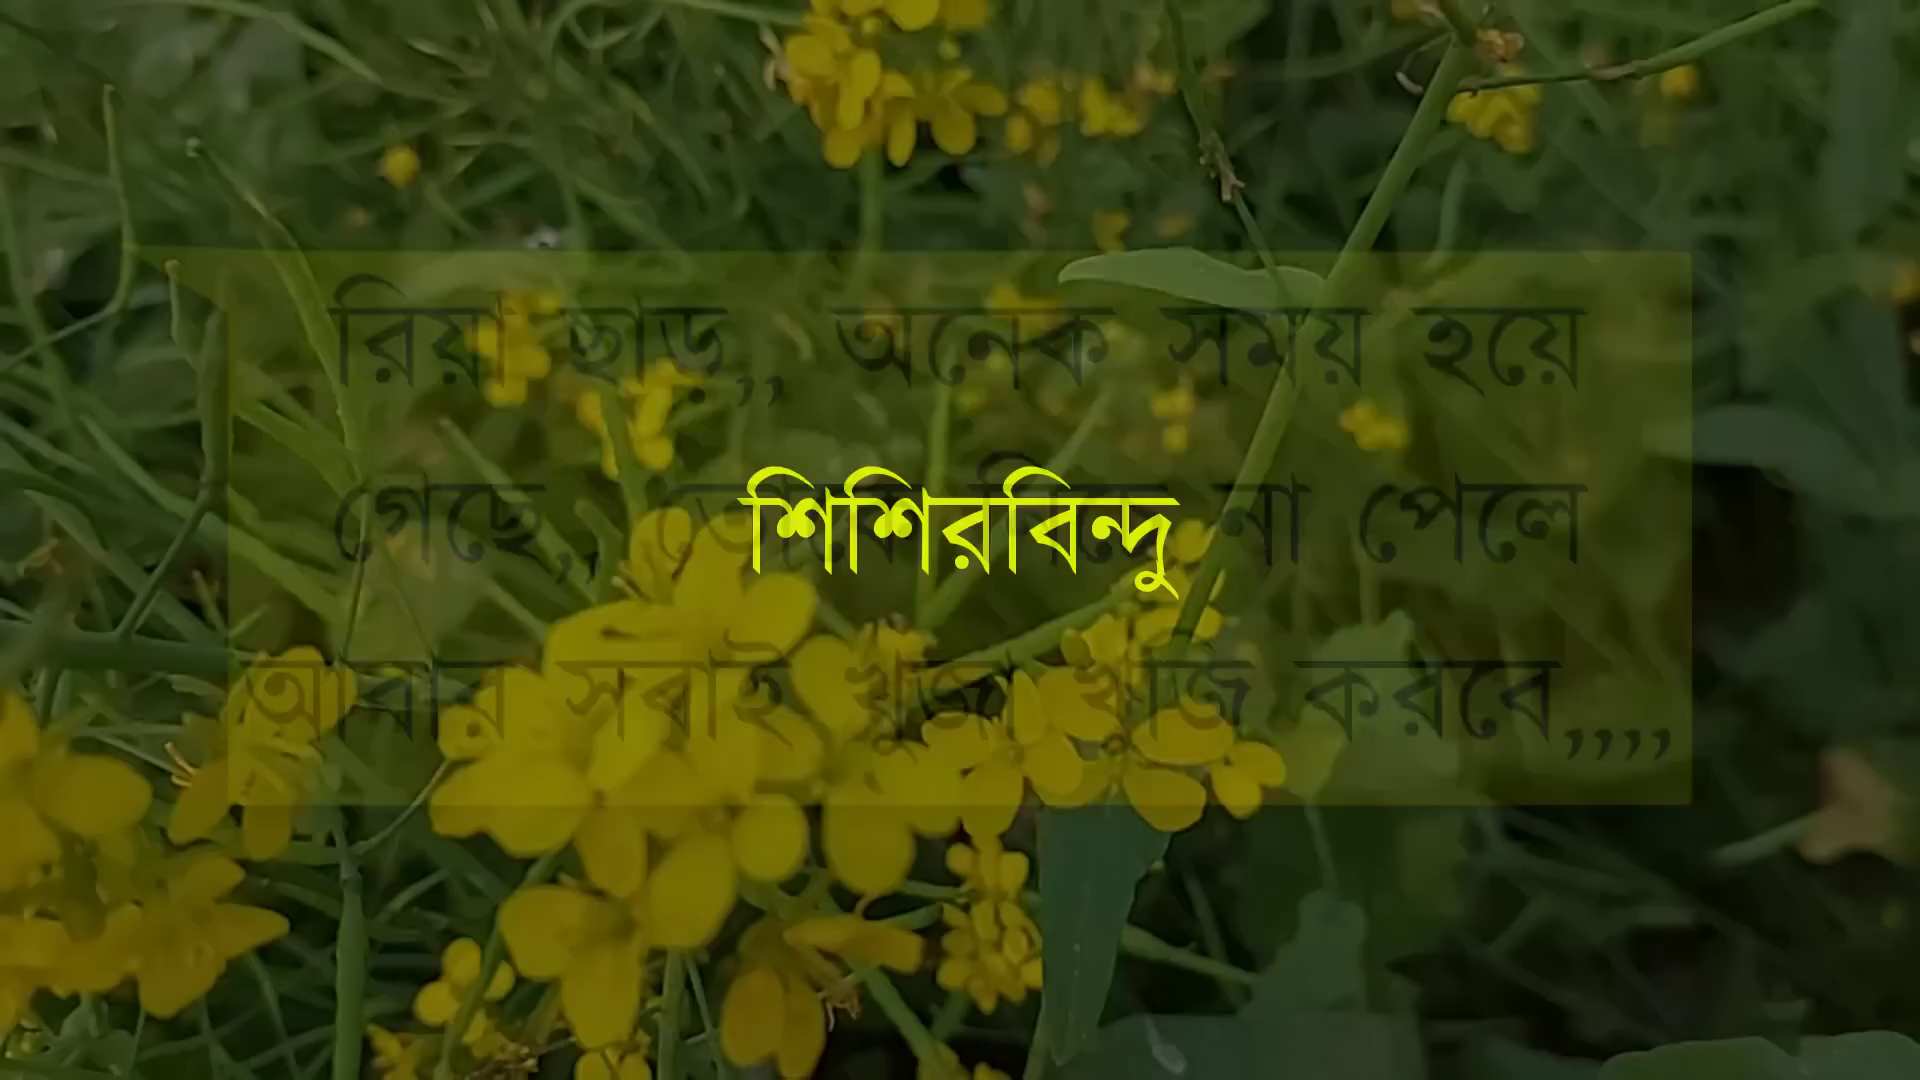 রিয়া ছাড়,, অনেক সময় হয়ে
গেছে,, না পেলে
শিশিরবিন্দু
আবার সবাই খুজা খুজি করবে,,,,